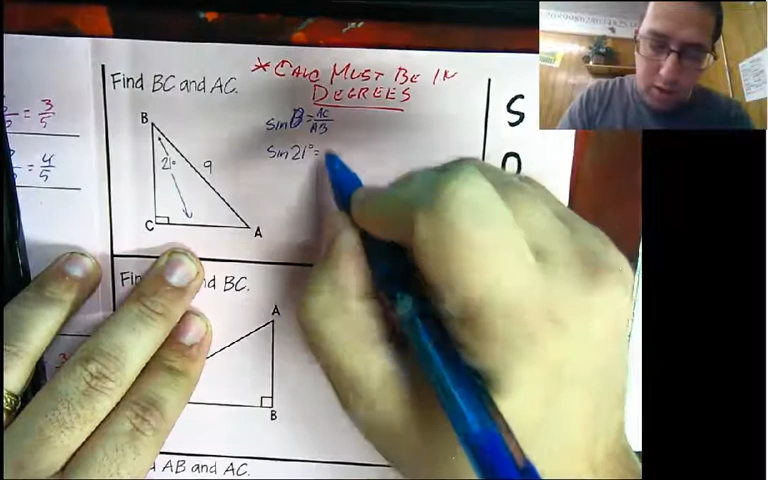 Find BC and AC.
* CALC MUST BE IN
DEGREES
B
21°
9
C
A
sin B = AC/AB
sin 21° =
3/5
= 4/5
S
nd BC.
A
B
AB and AC.